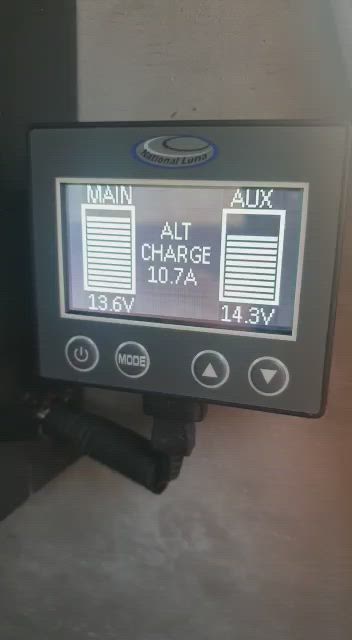 National Luna
MAIN
AUX
ALT
CHARGE
10.7A
13.6V
14.3V
MODE